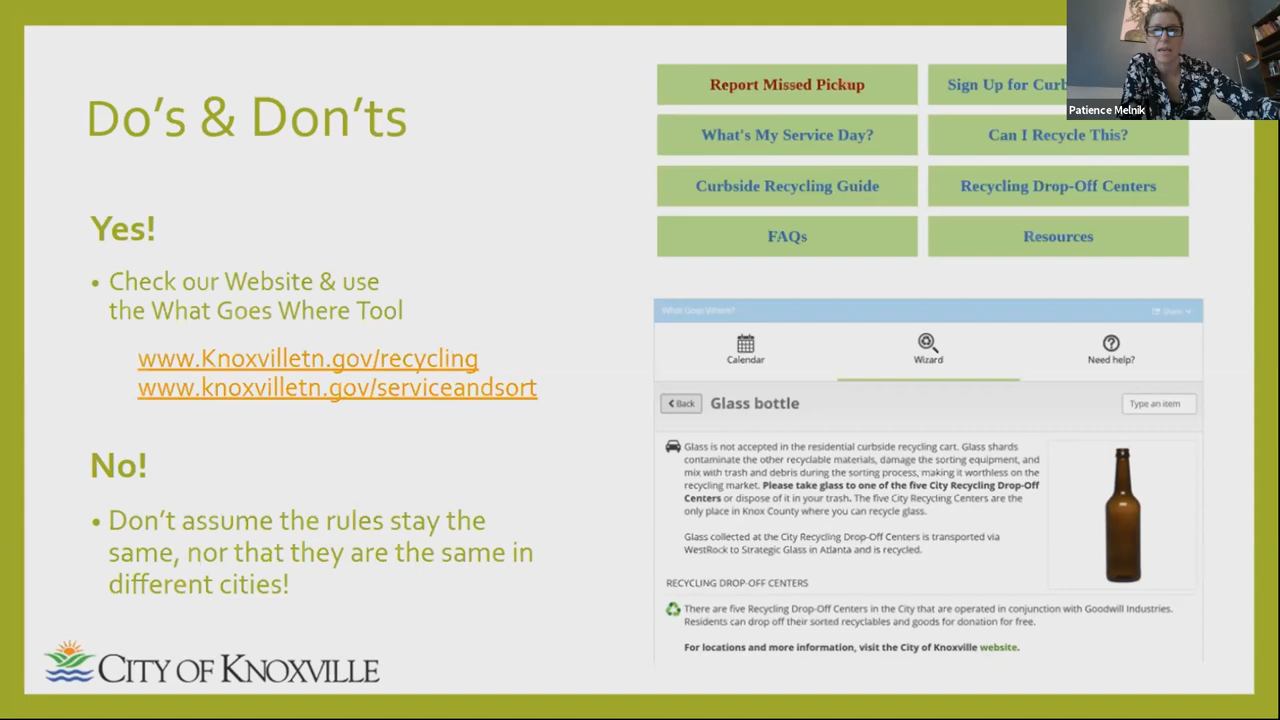 Do's & Don'ts
Yes!
• Check our Website & use
the What Goes Where Tool
www.Knoxvilletn.gov/recycling
www.knoxvilletn.gov/serviceandsort
No!
• Don't assume the rules stay the
same, nor that they are the same in
different cities!
CITY OF KNOXVILLE
Report Missed Pickup
Sign Up for Curb
What's My Service Day?
Can I Recycle This?
Curbside Recycling Guide
Recycling Drop-Off Centers
FAQs
Resources
Patience Melnik
What Goes Where?
Share
Calendar
Wizard
Need help?
Back
Glass bottle
Type an item
Glass is not accepted in the residential curbside recycling cart. Glass shards
contaminate the other recyclable materials, damage the sorting equipment, and
mix with trash and debris during the sorting process, making it worthless on the
recycling market. Please take glass to one of the five City Recycling Drop-Off
Centers or dispose of it in your trash. The five City Recycling Centers are the
only place in Knox County where you can recycle glass.
Glass collected at the City Recycling Drop-Off Centers is transported via
WestRock to Strategic Glass in Atlanta and is recycled.
RECYCLING DROP-OFF CENTERS
There are five Recycling Drop-Off Centers in the City that are operated in conjunction with Goodwill Industries.
Residents can drop off their sorted recyclables and goods for donation for free.
For locations and more information, visit the City of Knoxville website.